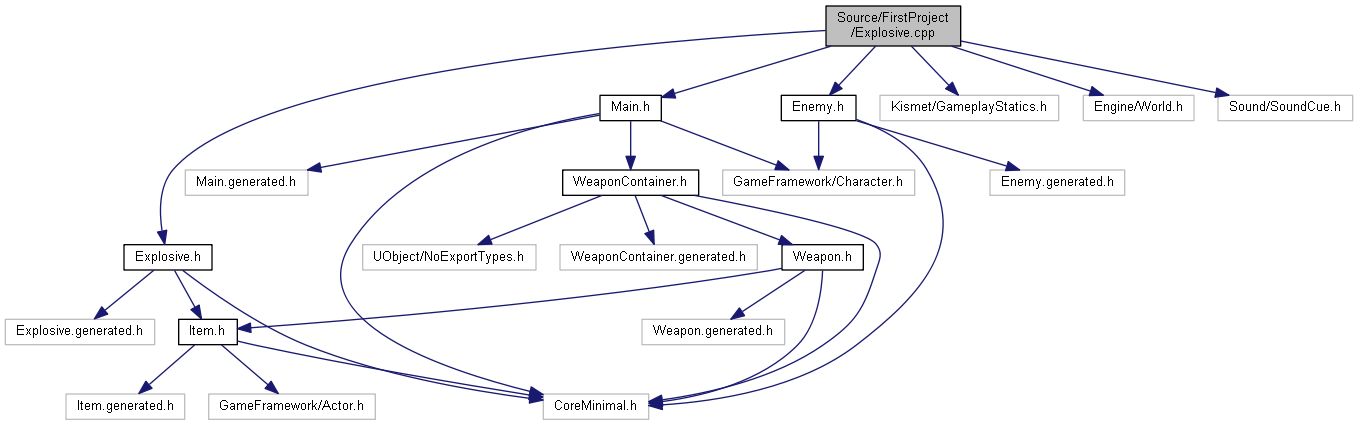 Source/FirstProject
/Explosive.cpp
Main.h
Enemy.h
Kismet/GameplayStatics.h
Engine/World.h
Sound/SoundCue.h
Main.generated.h
WeaponContainer.h
GameFramework/Character.h
Enemy.generated.h
Explosive.h
UObject/NoExportTypes.h
WeaponContainer.generated.h
Weapon.h
Explosive.generated.h
Item.h
Weapon.generated.h
Item.generated.h
GameFramework/Actor.h
CoreMinimal.h